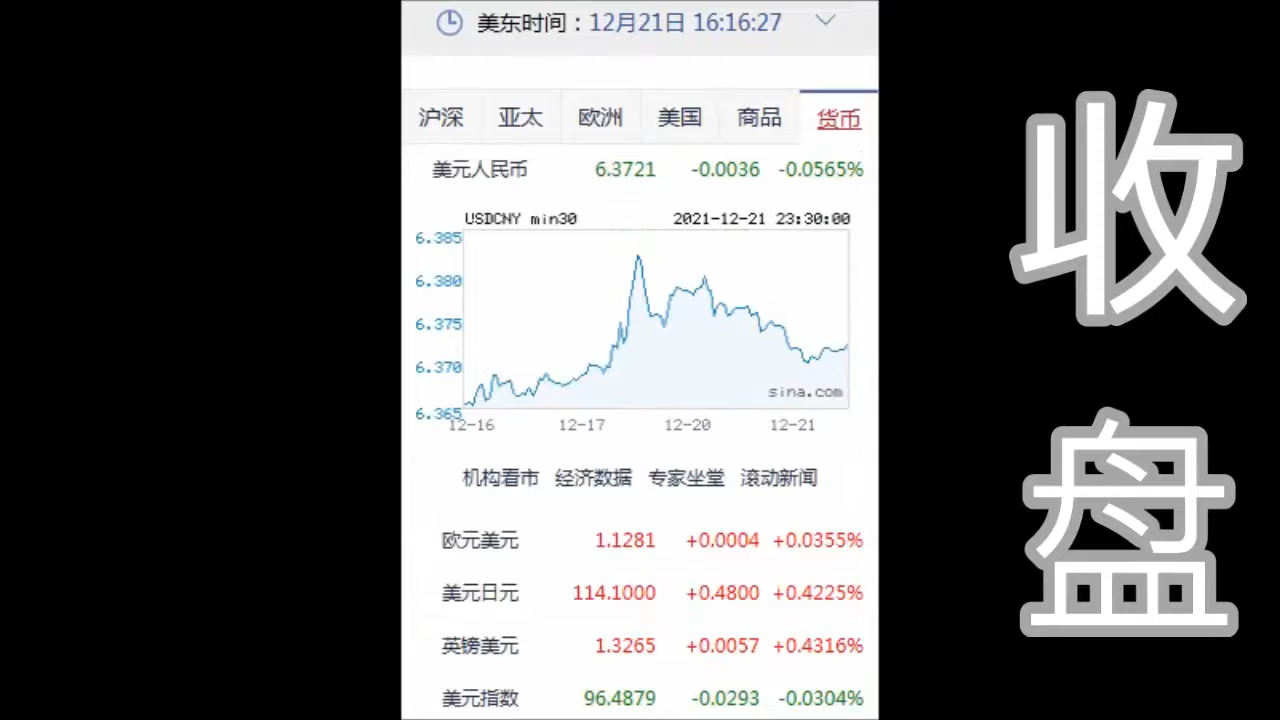 美东时间：12月21日 16:16:27
沪深 亚太 欧洲 美国 商品 货币
美元人民币 6.3721 -0.0036 -0.0565%
USDCNY min30 2021-12-21 23:30:00
6.385
6.380
6.375
6.370
6.365
sina.com
12-16 12-17 12-20 12-21
机构看市 经济数据 专家坐堂 滚动新闻
欧元美元 1.1281 +0.0004 +0.0355%
美元日元 114.1000 +0.4800 +0.4225%
英镑美元 1.3265 +0.0057 +0.4316%
美元指数 96.4879 -0.0293 -0.0304%
收
盘